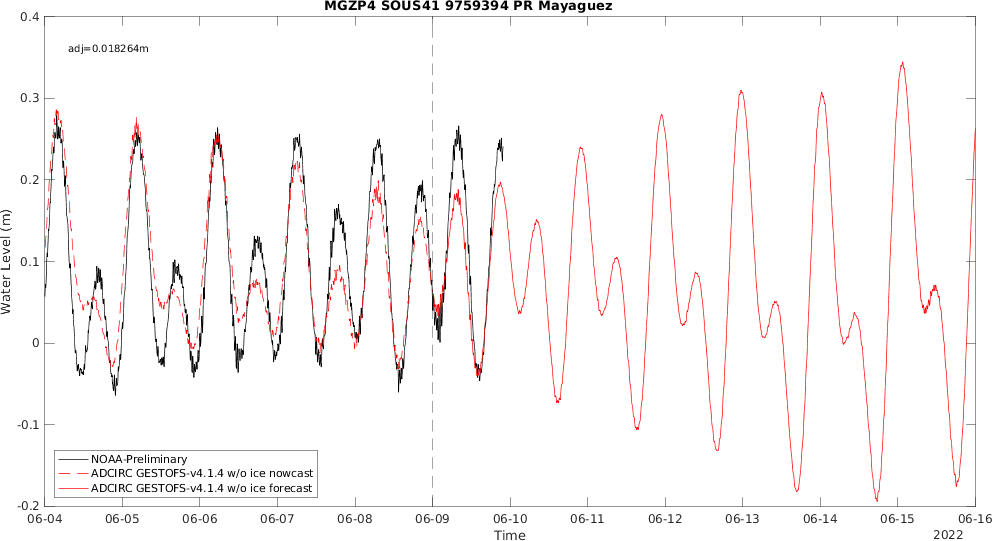 MGZP4 SOUS41 9759394 PR Mayaguez
adj=0.018264m
Water Level (m)
0.4
0.3
0.2
0.1
0
-0.1
-0.2
NOAA-Preliminary
ADCIRC GESTOFS-v4.1.4 w/o ice nowcast
ADCIRC GESTOFS-v4.1.4 w/o ice forecast
06-04 06-05 06-06 06-07 06-08 06-09 06-10 06-11 06-12 06-13 06-14 06-15 06-16
Time
2022